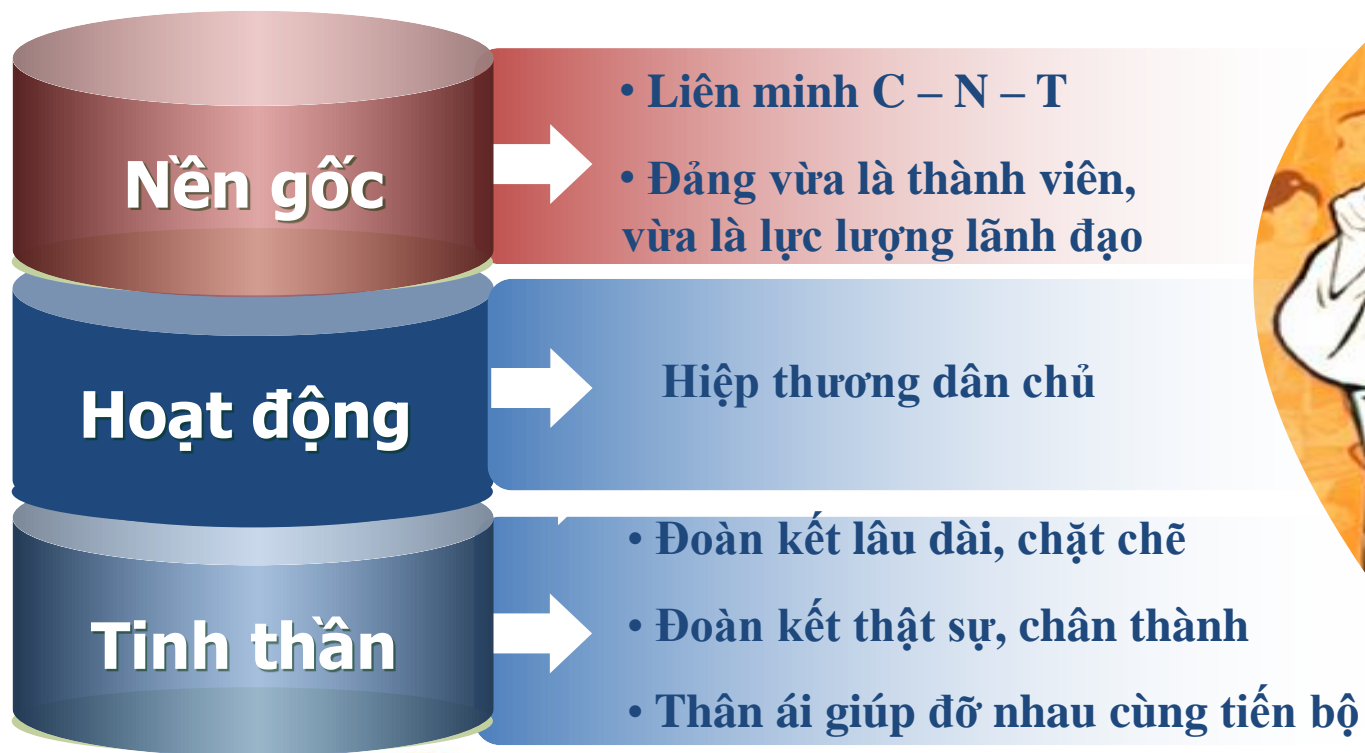 Nền gốc
• Liên minh C – N – T
• Đảng vừa là thành viên,
vừa là lực lượng lãnh đạo
Hoạt động
Hiệp thương dân chủ
Tinh thần
• Đoàn kết lâu dài, chặt chẽ
• Đoàn kết thật sự, chân thành
• Thân ái giúp đỡ nhau cùng tiến bộ